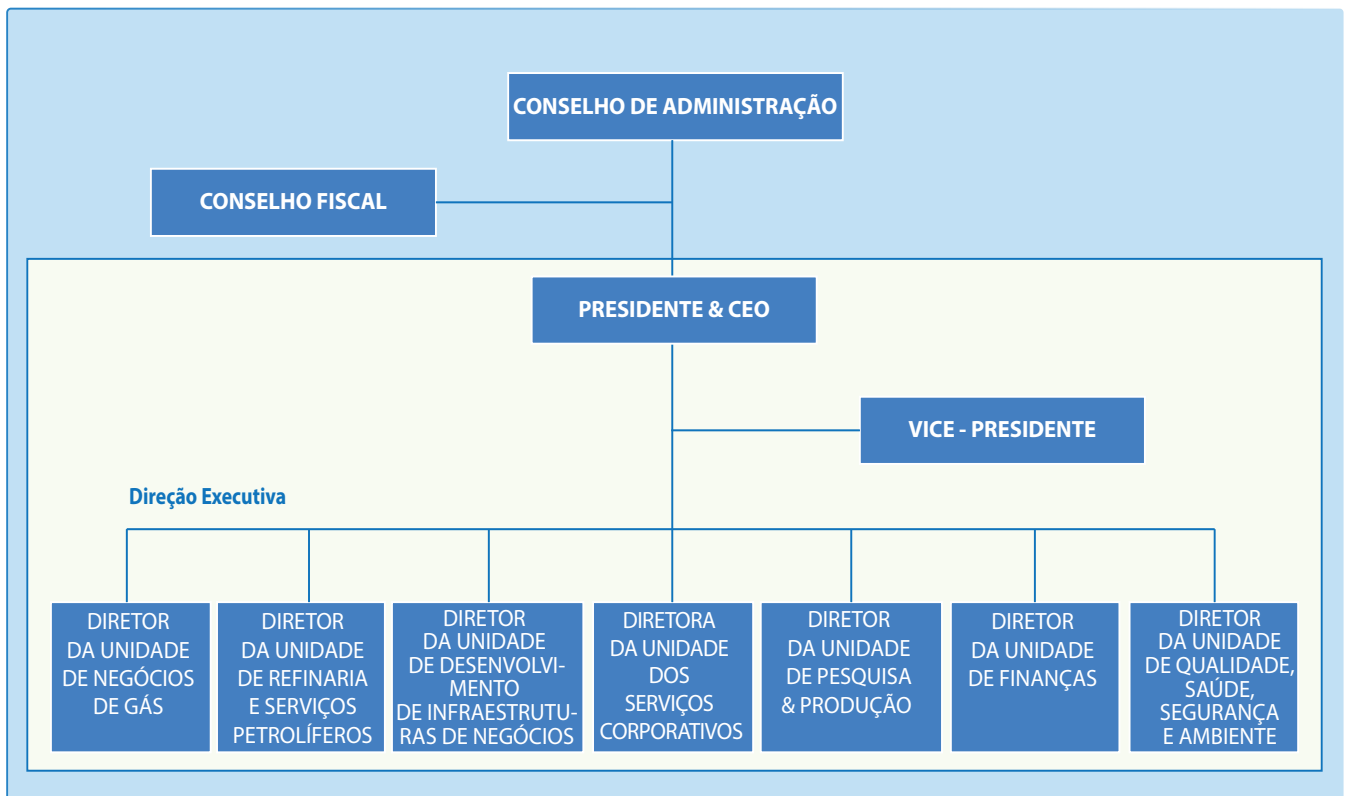 CONSELHO DE ADMINISTRAÇÃO
CONSELHO FISCAL
PRESIDENTE & CEO
VICE - PRESIDENTE
Direção Executiva
DIRETOR
DA UNIDADE
DE NEGÓCIOS
DE GÁS
DIRETOR
DA UNIDADE
DE REFINARIA
E SERVIÇOS
PETROLÍFEROS
DIRETOR
DA UNIDADE
DE DESENVOLVI-
MENTO
DE INFRAESTRUTU-
RAS DE NEGÓCIOS
DIRETORA
DA UNIDADE
DOS
SERVIÇOS
CORPORATIVOS
DIRETOR
DA UNIDADE
DE PESQUISA
& PRODUÇÃO
DIRETOR
DA UNIDADE
DE FINANÇAS
DIRETOR
DA UNIDADE
DE QUALIDADE,
SAÚDE,
SEGURANÇA
E AMBIENTE